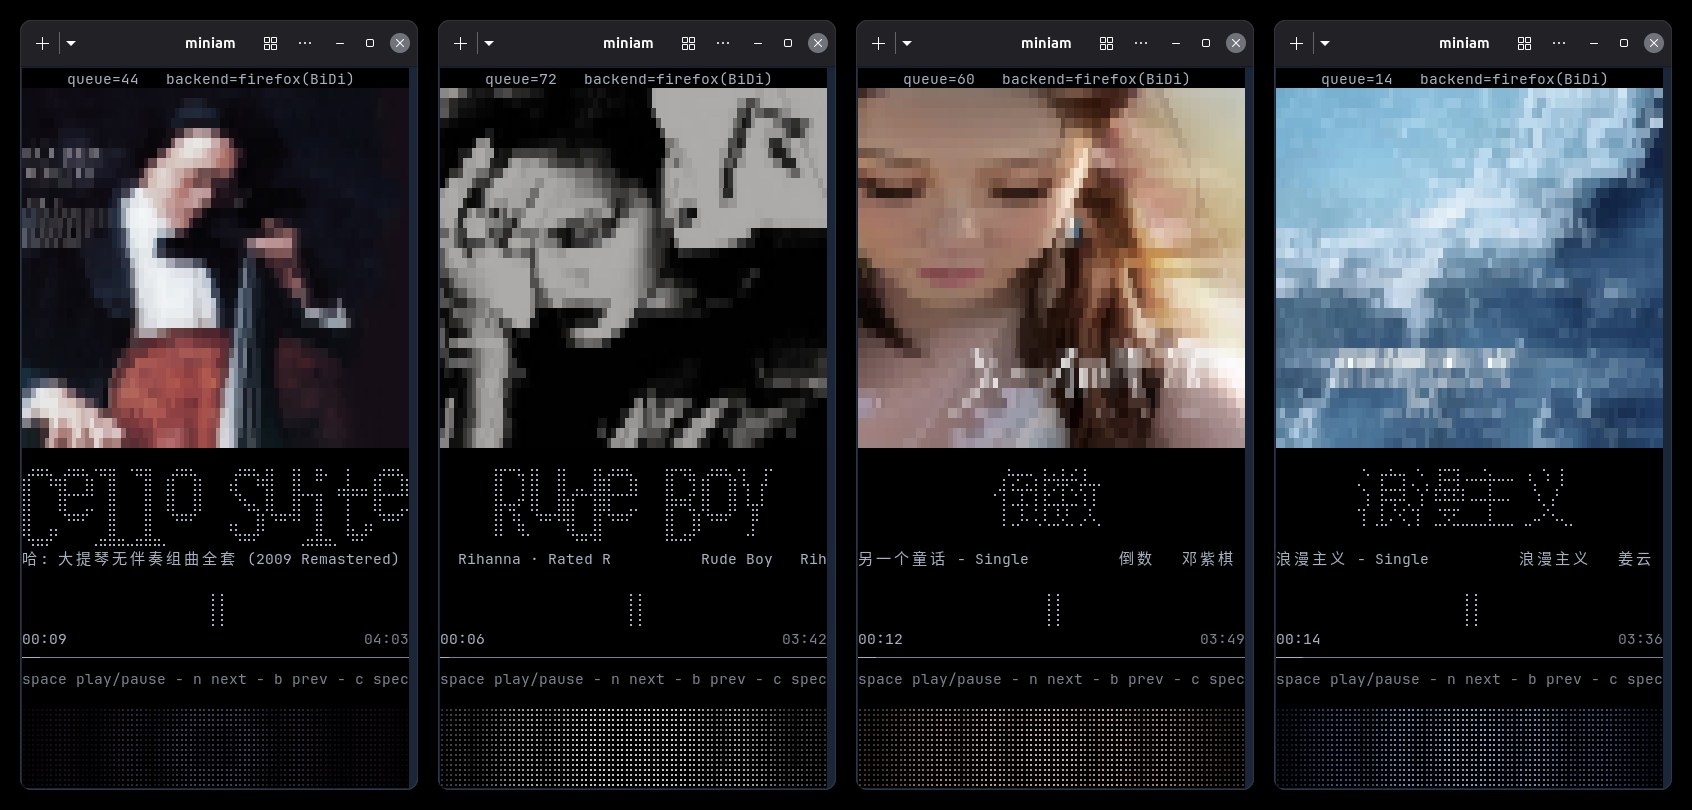 miniam
queue=44 backend=firefox(BiDi)
Cello Suite
哈: 大提琴无伴奏组曲全套 (2009 Remastered)
00:09 04:03
space play/pause - n next - b prev - c spec
miniam
queue=72 backend=firefox(BiDi)
Rude Boy
Rihanna · Rated R Rude Boy Rih
00:06 03:42
space play/pause - n next - b prev - c spec
miniam
queue=60 backend=firefox(BiDi)
倒数
另一个童话 - Single 倒数 邓紫棋
00:12 03:49
space play/pause - n next - b prev - c spec
miniam
queue=14 backend=firefox(BiDi)
浪漫主义
浪漫主义 - Single 浪漫主义 姜云
00:14 03:36
space play/pause - n next - b prev - c spec